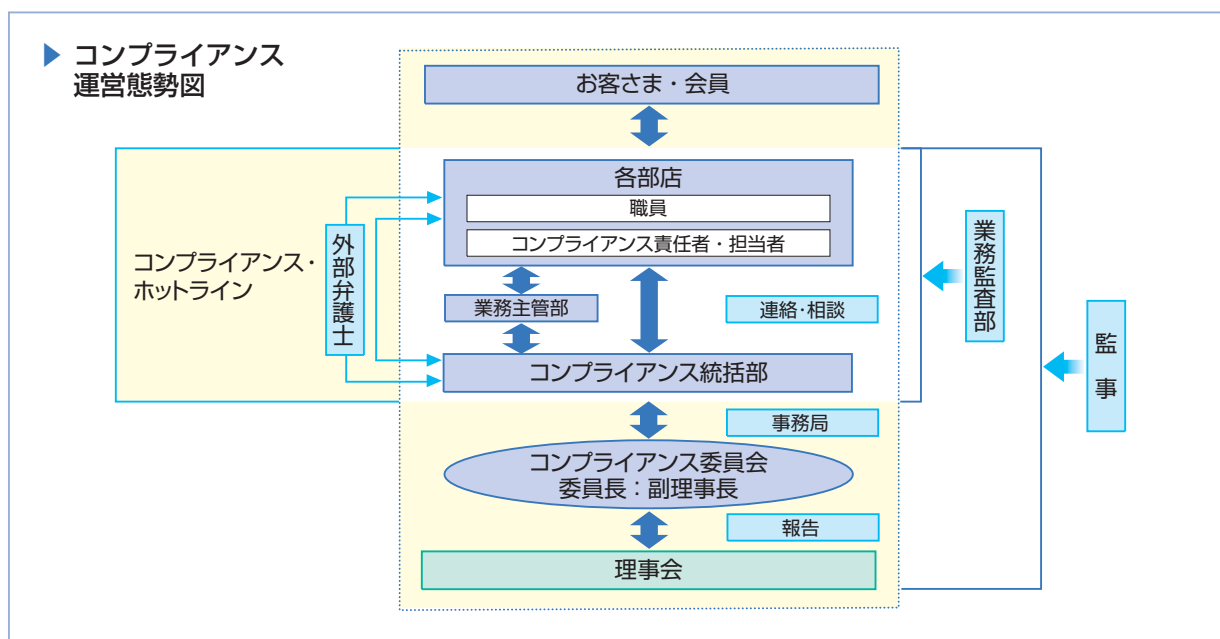 コンプライアンス
運営態勢図
お客さま・会員
各部店
職員
コンプライアンス責任者・担当者
コンプライアンス・
ホットライン
外部弁護士
業務主管部
連絡・相談
コンプライアンス統括部
業務監査部
監事
事務局
コンプライアンス委員会
委員長：副理事長
報告
理事会